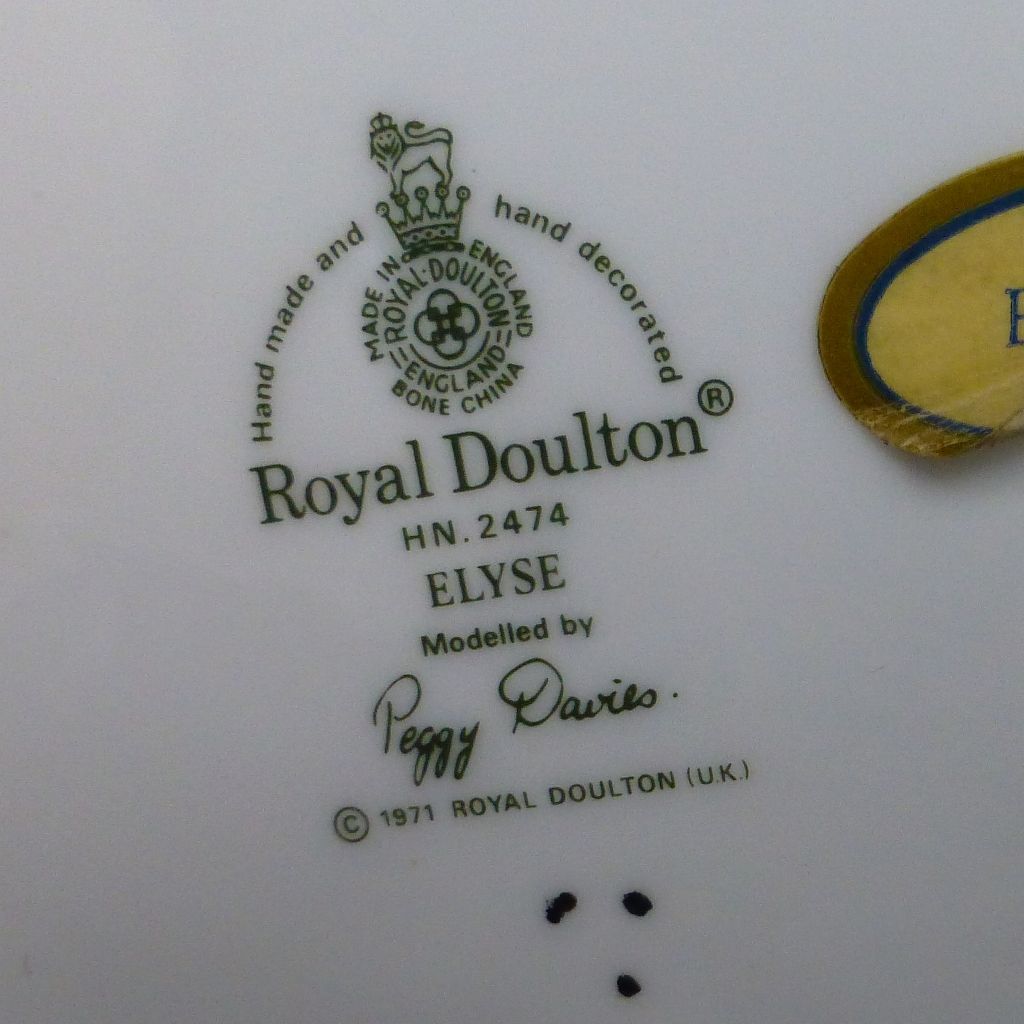 Hand made and hand decorated
MADE IN ENGLAND
ROYAL·DOULTON
ENGLAND
BONE CHINA
Royal Doulton®
HN.2474
ELYSE
Modelled by
Peggy Davies.
© 1971 ROYAL DOULTON (U.K.)